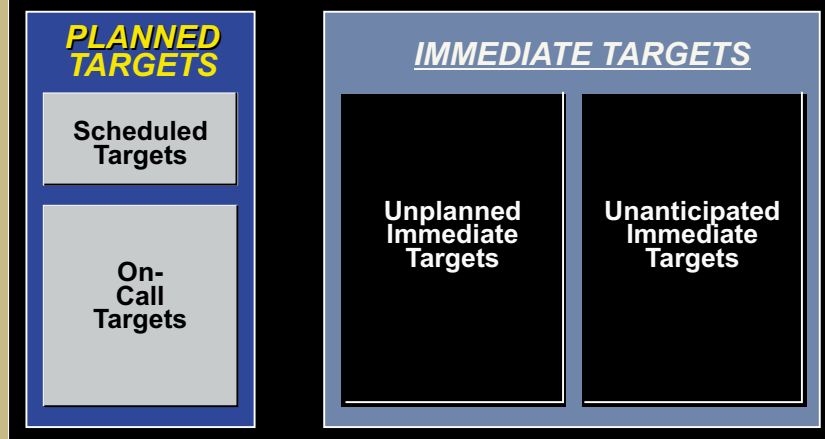 PLANNED
TARGETS
Scheduled
Targets
On-
Call
Targets
IMMEDIATE TARGETS
Unplanned
Immediate
Targets
Unanticipated
Immediate
Targets